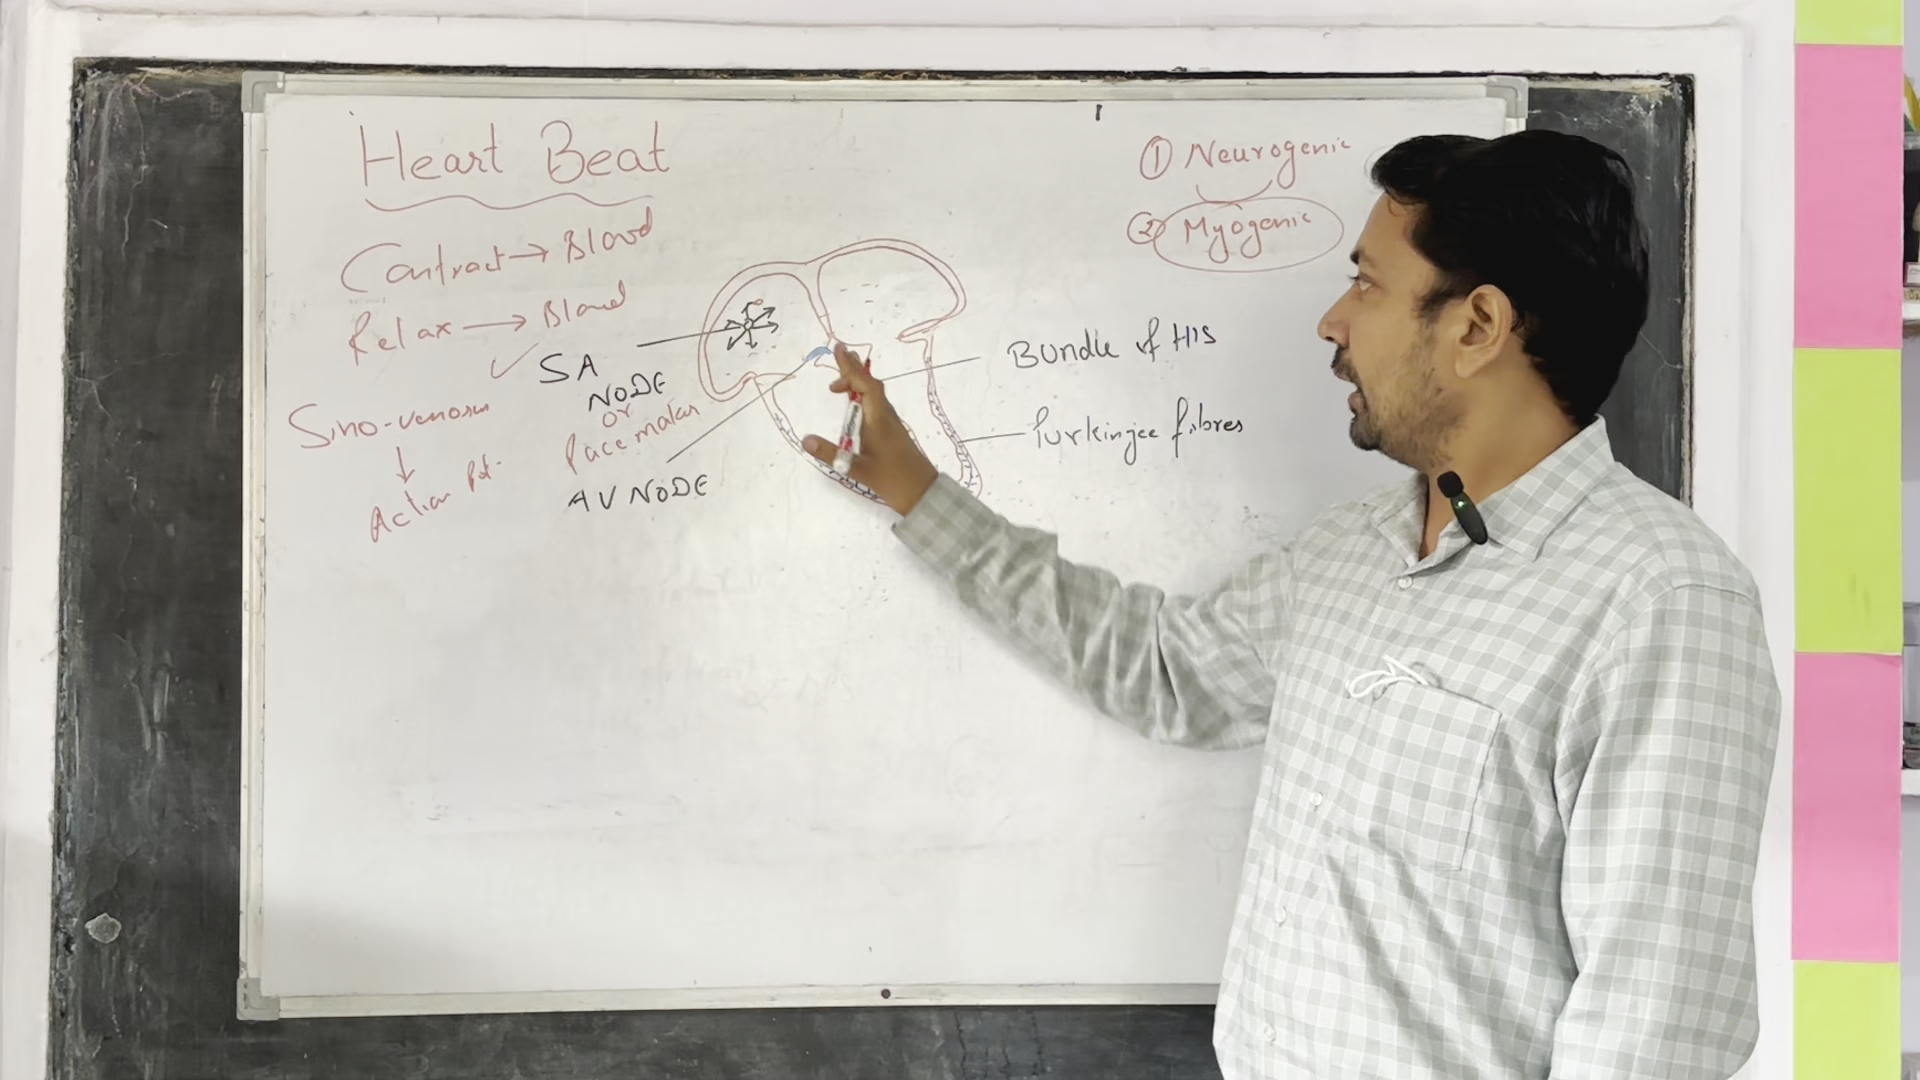 Heart Beat
Contract → Blood
Relax → Blood
SA
NODE
or
Pace maker
Sino-venosus
↓
Action Pot.
AV NODE
① Neurogenic
② Myogenic
Bundle of HIS
Purkinjee fibres